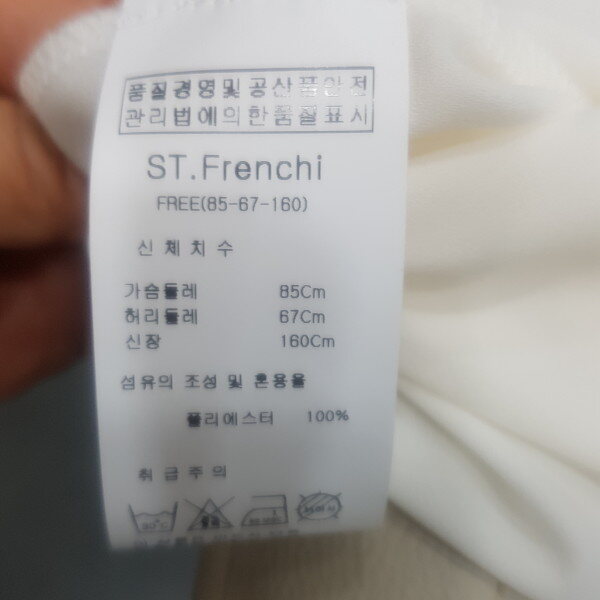 품질경영및공산품안전
관리법에의한품질표시
ST.Frenchi
FREE(85-67-160)
신체치수
가슴둘레 85Cm
허리둘레 67Cm
신장 160Cm
섬유의 조성 및 혼용율
폴리에스터 100%
취급주의